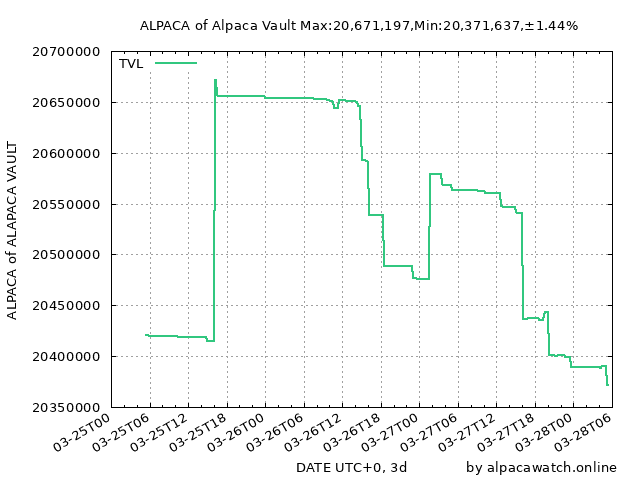 ALPACA of Alpaca Vault Max:20,671,197,Min:20,371,637,±1.44%
TVL
20700000
20650000
20600000
20550000
20500000
20450000
20400000
20350000
ALPACA of ALAPACA VAULT
03-25T00
03-25T06
03-25T12
03-25T18
03-26T00
03-26T06
03-26T12
03-26T18
03-27T00
03-27T06
03-27T12
03-27T18
03-28T00
03-28T06
DATE UTC+0, 3d
by alpacawatch.online